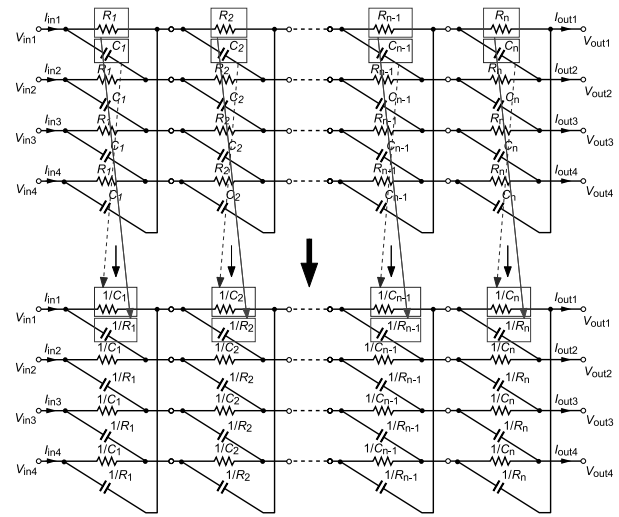 Iin1 R1 R2 Rn-1 Rn Iout1
Vin1 C1 C2 Cn-1 Cn Vout1
Iin2 R1 R2 Rn-1 Rn Iout2
Vin2 C1 C2 Cn-1 Cn Vout2
Iin3 R1 R2 Rn-1 Rn Iout3
Vin3 C1 C2 Cn-1 Cn Vout3
Iin4 R1 R2 Rn-1 Rn Iout4
Vin4 C1 C2 Cn-1 Cn Vout4
Iin1 1/C1 1/C2 1/Cn-1 1/Cn Iout1
Vin1 1/R1 1/R2 1/Rn-1 1/Rn Vout1
Iin2 1/C1 1/C2 1/Cn-1 1/Cn Iout2
Vin2 1/R1 1/R2 1/Rn-1 1/Rn Vout2
Iin3 1/C1 1/C2 1/Cn-1 1/Cn Iout3
Vin3 1/R1 1/R2 1/Rn-1 1/Rn Vout3
Iin4 1/C1 1/C2 1/Cn-1 1/Cn Iout4
Vin4 1/R1 1/R2 1/Rn-1 1/Rn Vout4